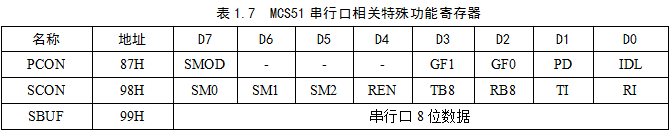 表 1.7 MCS51 串行口相关特殊功能寄存器
名称 地址 D7 D6 D5 D4 D3 D2 D1 D0
PCON 87H SMOD - - - GF1 GF0 PD IDL
SCON 98H SM0 SM1 SM2 REN TB8 RB8 TI RI
SBUF 99H 串行口 8 位数据